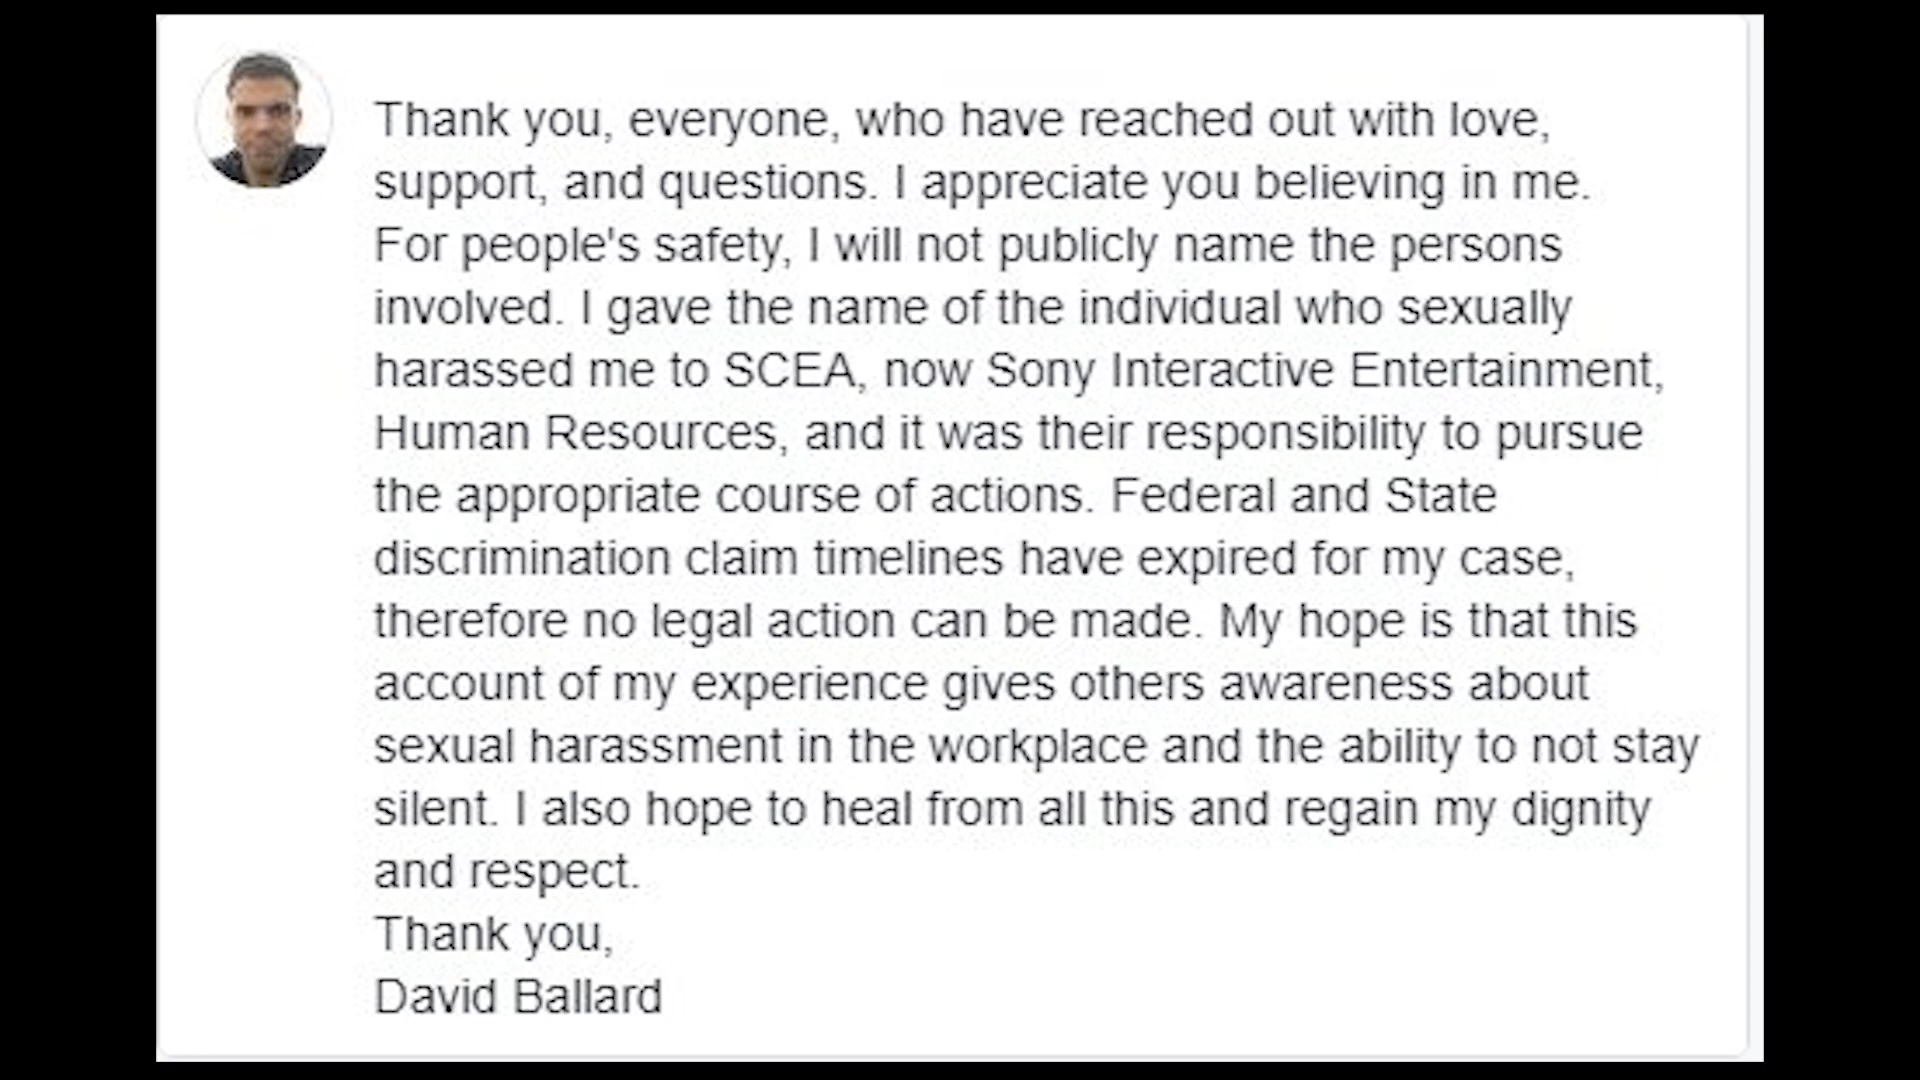 Thank you, everyone, who have reached out with love,
support, and questions. I appreciate you believing in me.
For people's safety, I will not publicly name the persons
involved. I gave the name of the individual who sexually
harassed me to SCEA, now Sony Interactive Entertainment,
Human Resources, and it was their responsibility to pursue
the appropriate course of actions. Federal and State
discrimination claim timelines have expired for my case,
therefore no legal action can be made. My hope is that this
account of my experience gives others awareness about
sexual harassment in the workplace and the ability to not stay
silent. I also hope to heal from all this and regain my dignity
and respect.
Thank you,
David Ballard